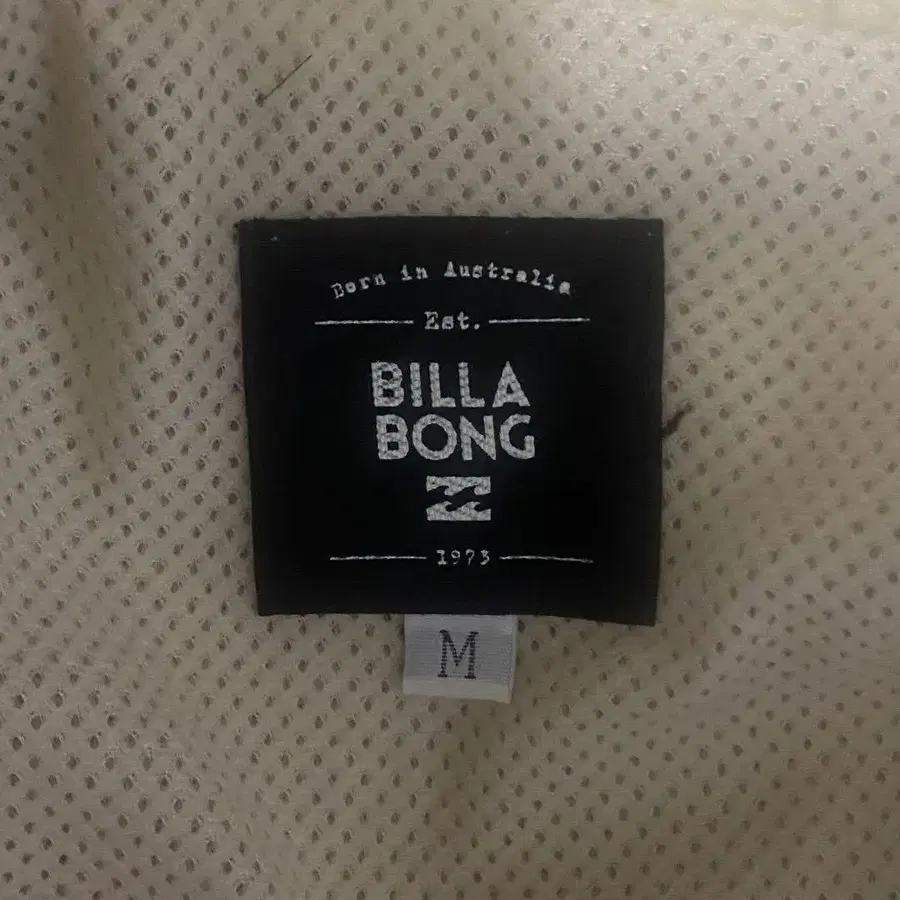 Born in Australia
Est.
BILLA
BONG
1973
M